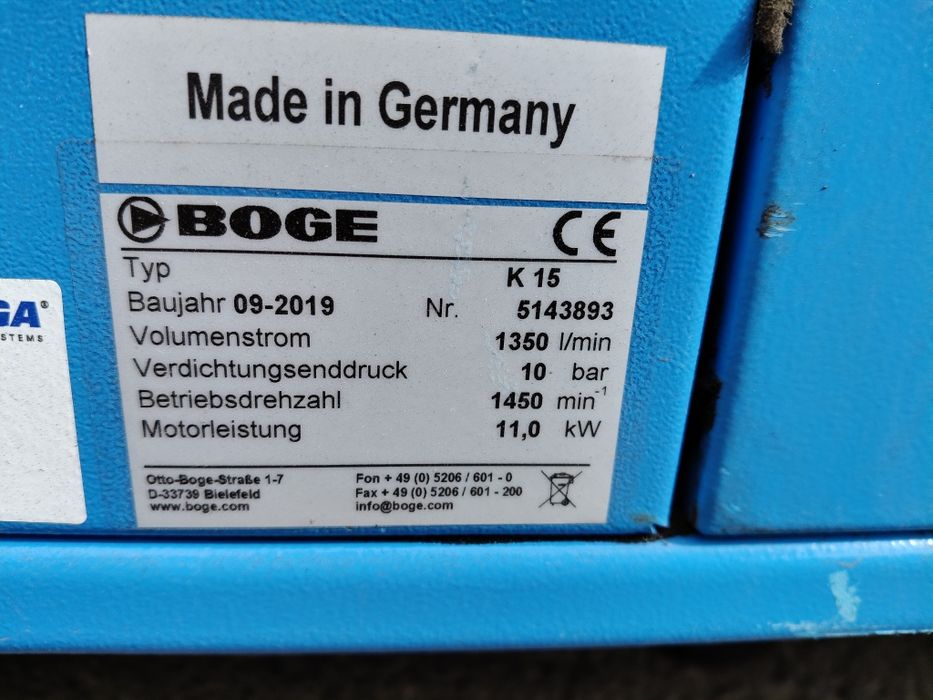 Made in Germany
BOGE CE
Typ K 15
Baujahr 09-2019 Nr. 5143893
Volumenstrom 1350 l/min
Verdichtungsenddruck 10 bar
Betriebsdrehzahl 1450 min⁻¹
Motorleistung 11,0 kW
Otto-Boge-Straße 1-7
D-33739 Bielefeld
www.boge.com
Fon + 49 (0) 5206 / 601 - 0
Fax + 49 (0) 5206 / 601 - 200
info@boge.com